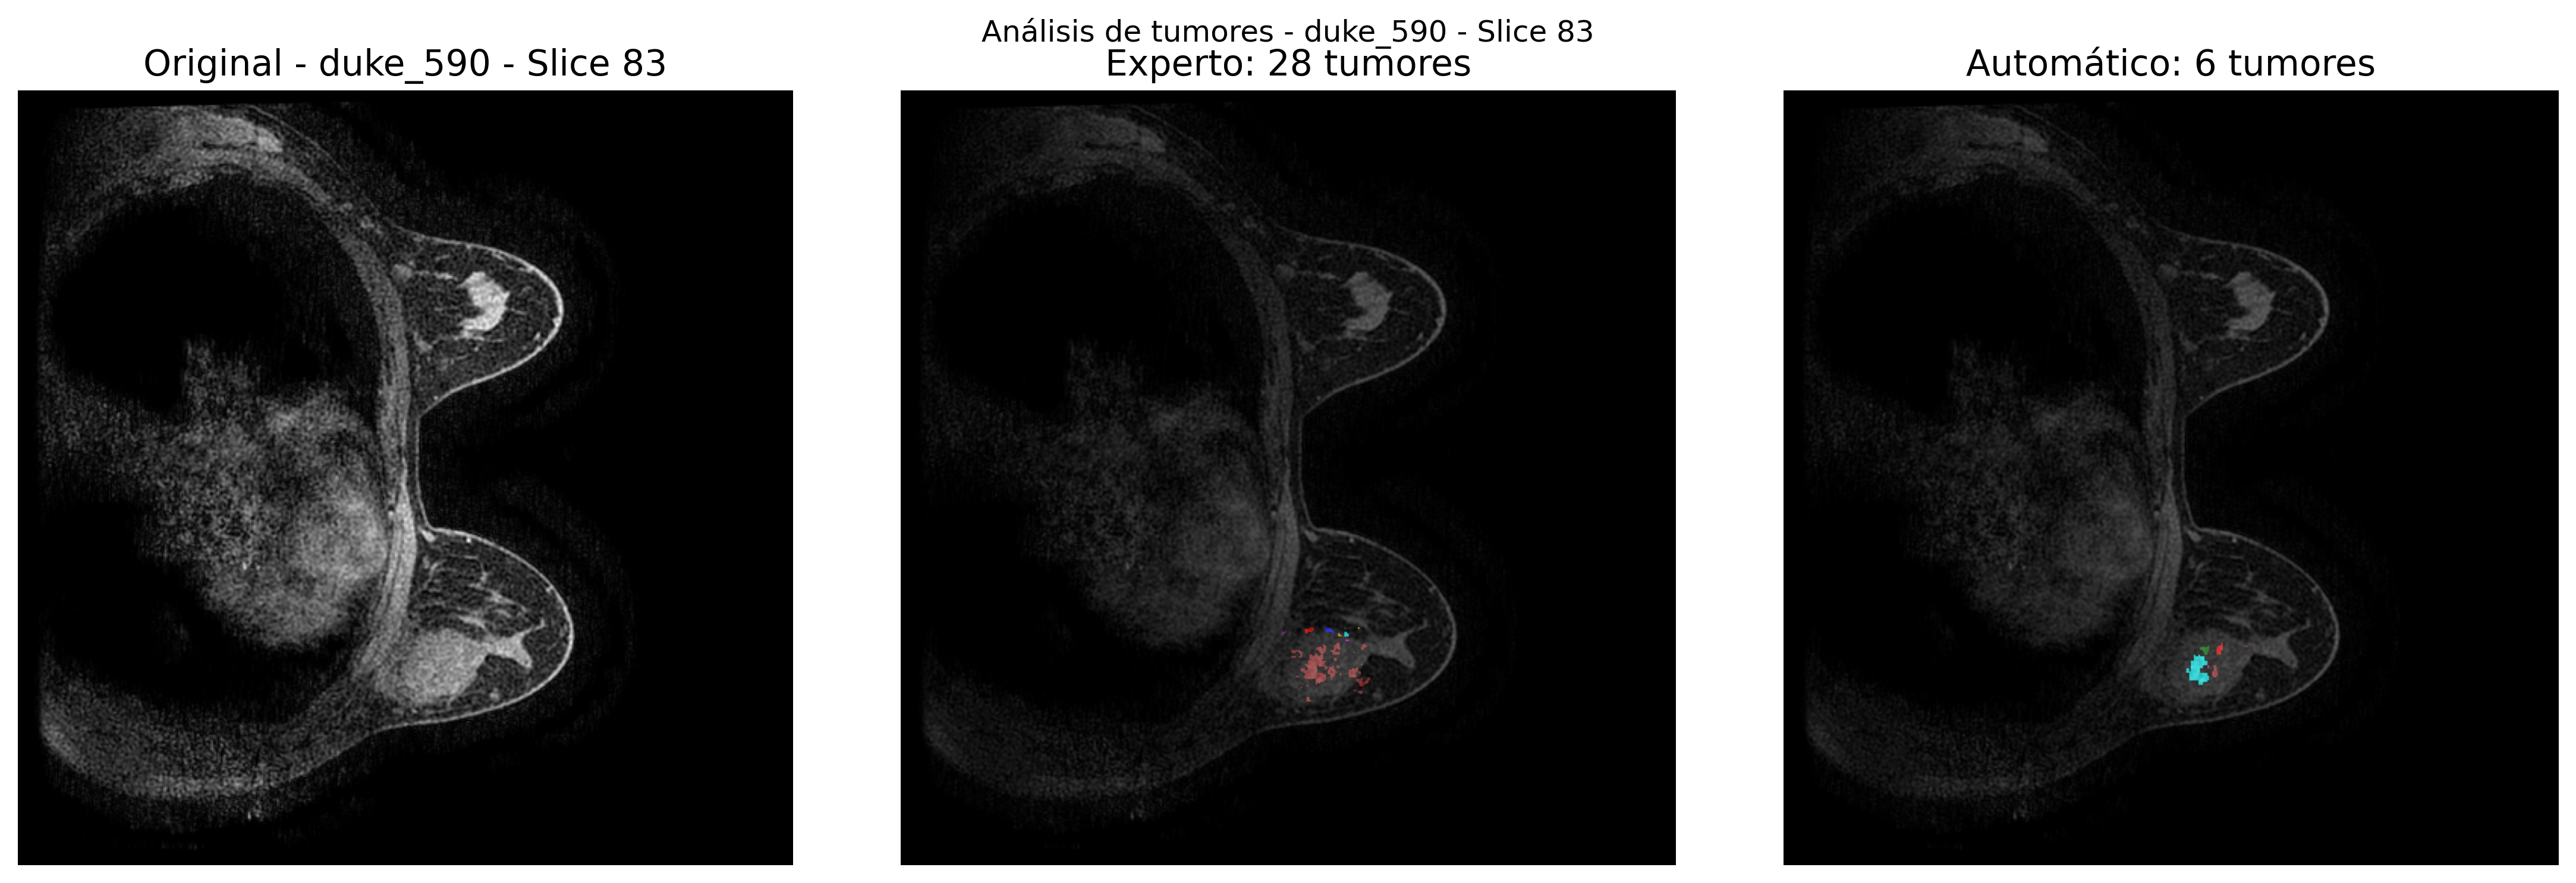 Análisis de tumores - duke_590 - Slice 83
Original - duke_590 - Slice 83
Experto: 28 tumores
Automático: 6 tumores